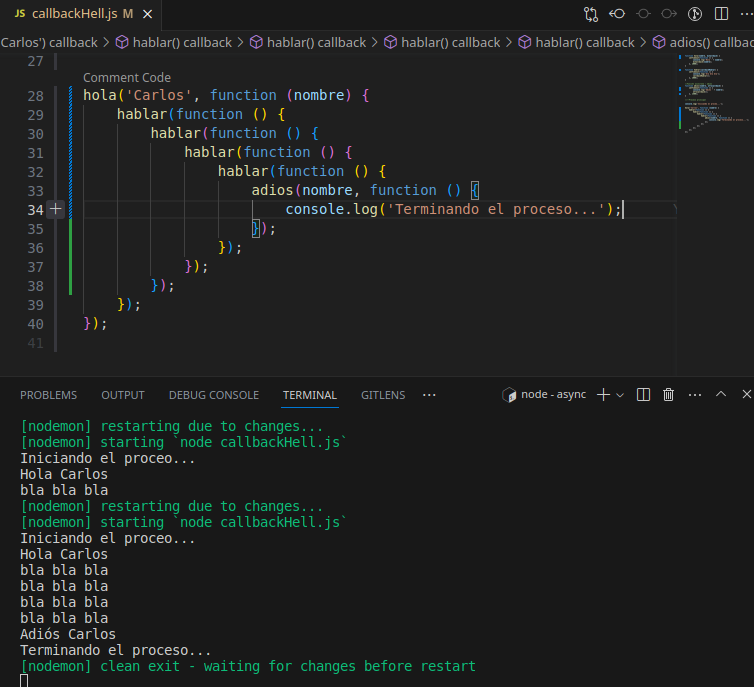 JS callbackHell.js M
Carlos') callback > hablar() callback > hablar() callback > hablar() callback > hablar() callback > adios() callbac
27
Comment Code
28 hola('Carlos', function (nombre) {
29 hablar(function () {
30 hablar(function () {
31 hablar(function () {
32 hablar(function () {
33 adios(nombre, function () {
34 console.log('Terminando el proceso...');
35 });
36 });
37 });
38 });
39 });
40 });
41
PROBLEMS OUTPUT DEBUG CONSOLE TERMINAL GITLENS ... node - async
[nodemon] restarting due to changes...
[nodemon] starting `node callbackHell.js`
Iniciando el proceo...
Hola Carlos
bla bla bla
[nodemon] restarting due to changes...
[nodemon] starting `node callbackHell.js`
Iniciando el proceo...
Hola Carlos
bla bla bla
bla bla bla
bla bla bla
bla bla bla
Adiós Carlos
Terminando el proceso...
[nodemon] clean exit - waiting for changes before restart